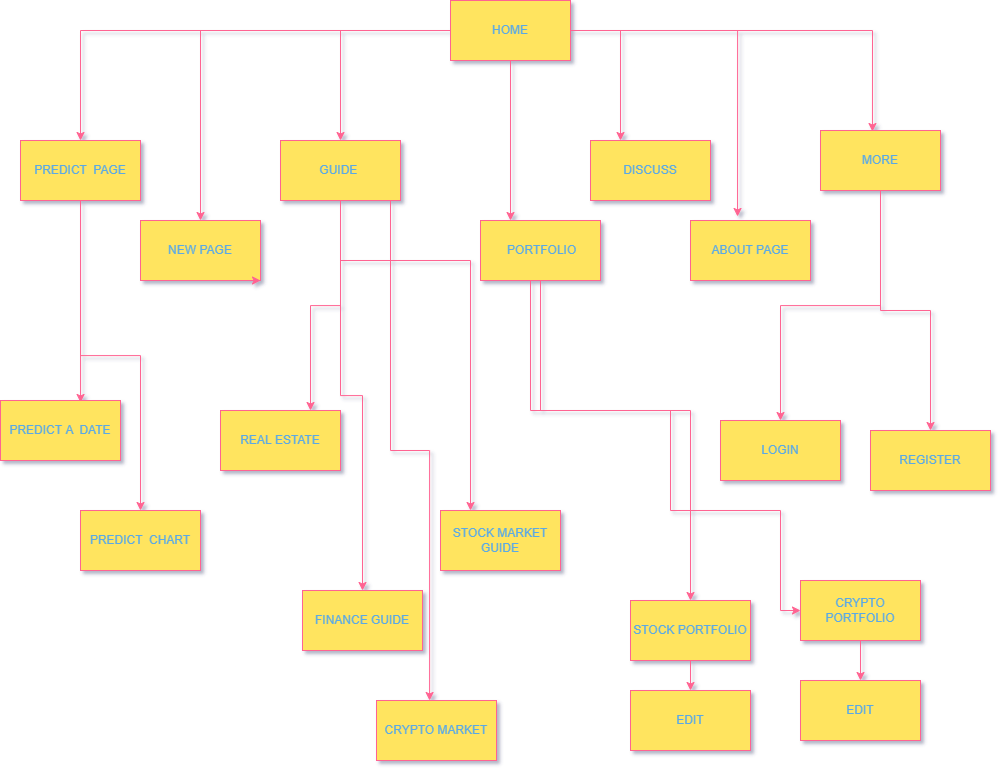 HOME
PREDICT  PAGE
GUIDE
DISCUSS
MORE
NEW PAGE
PORTFOLIO
ABOUT PAGE
PREDICT A  DATE
REAL ESTATE
LOGIN
REGISTER
PREDICT  CHART
STOCK MARKET
GUIDE
FINANCE GUIDE
STOCK PORTFOLIO
CRYPTO
PORTFOLIO
CRYPTO MARKET
EDIT
EDIT